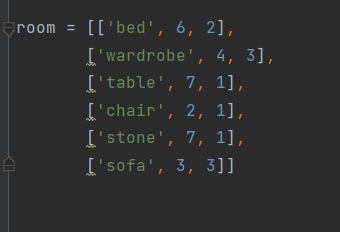 room = [['bed', 6, 2],
['wardrobe', 4, 3],
['table', 7, 1],
['chair', 2, 1],
['stone', 7, 1],
['sofa', 3, 3]]